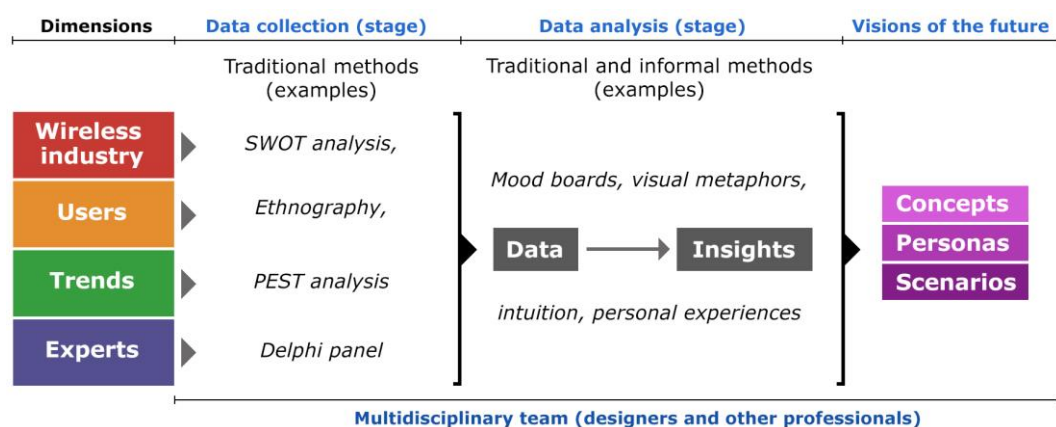 Dimensions
Data collection (stage)
Data analysis (stage)
Visions of the future
Traditional methods
(examples)
Traditional and informal methods
(examples)
Wireless
industry
SWOT analysis,
Users
Ethnography,
Trends
PEST analysis
Experts
Delphi panel
Mood boards, visual metaphors,
Data
Insights
intuition, personal experiences
Concepts
Personas
Scenarios
Multidisciplinary team (designers and other professionals)